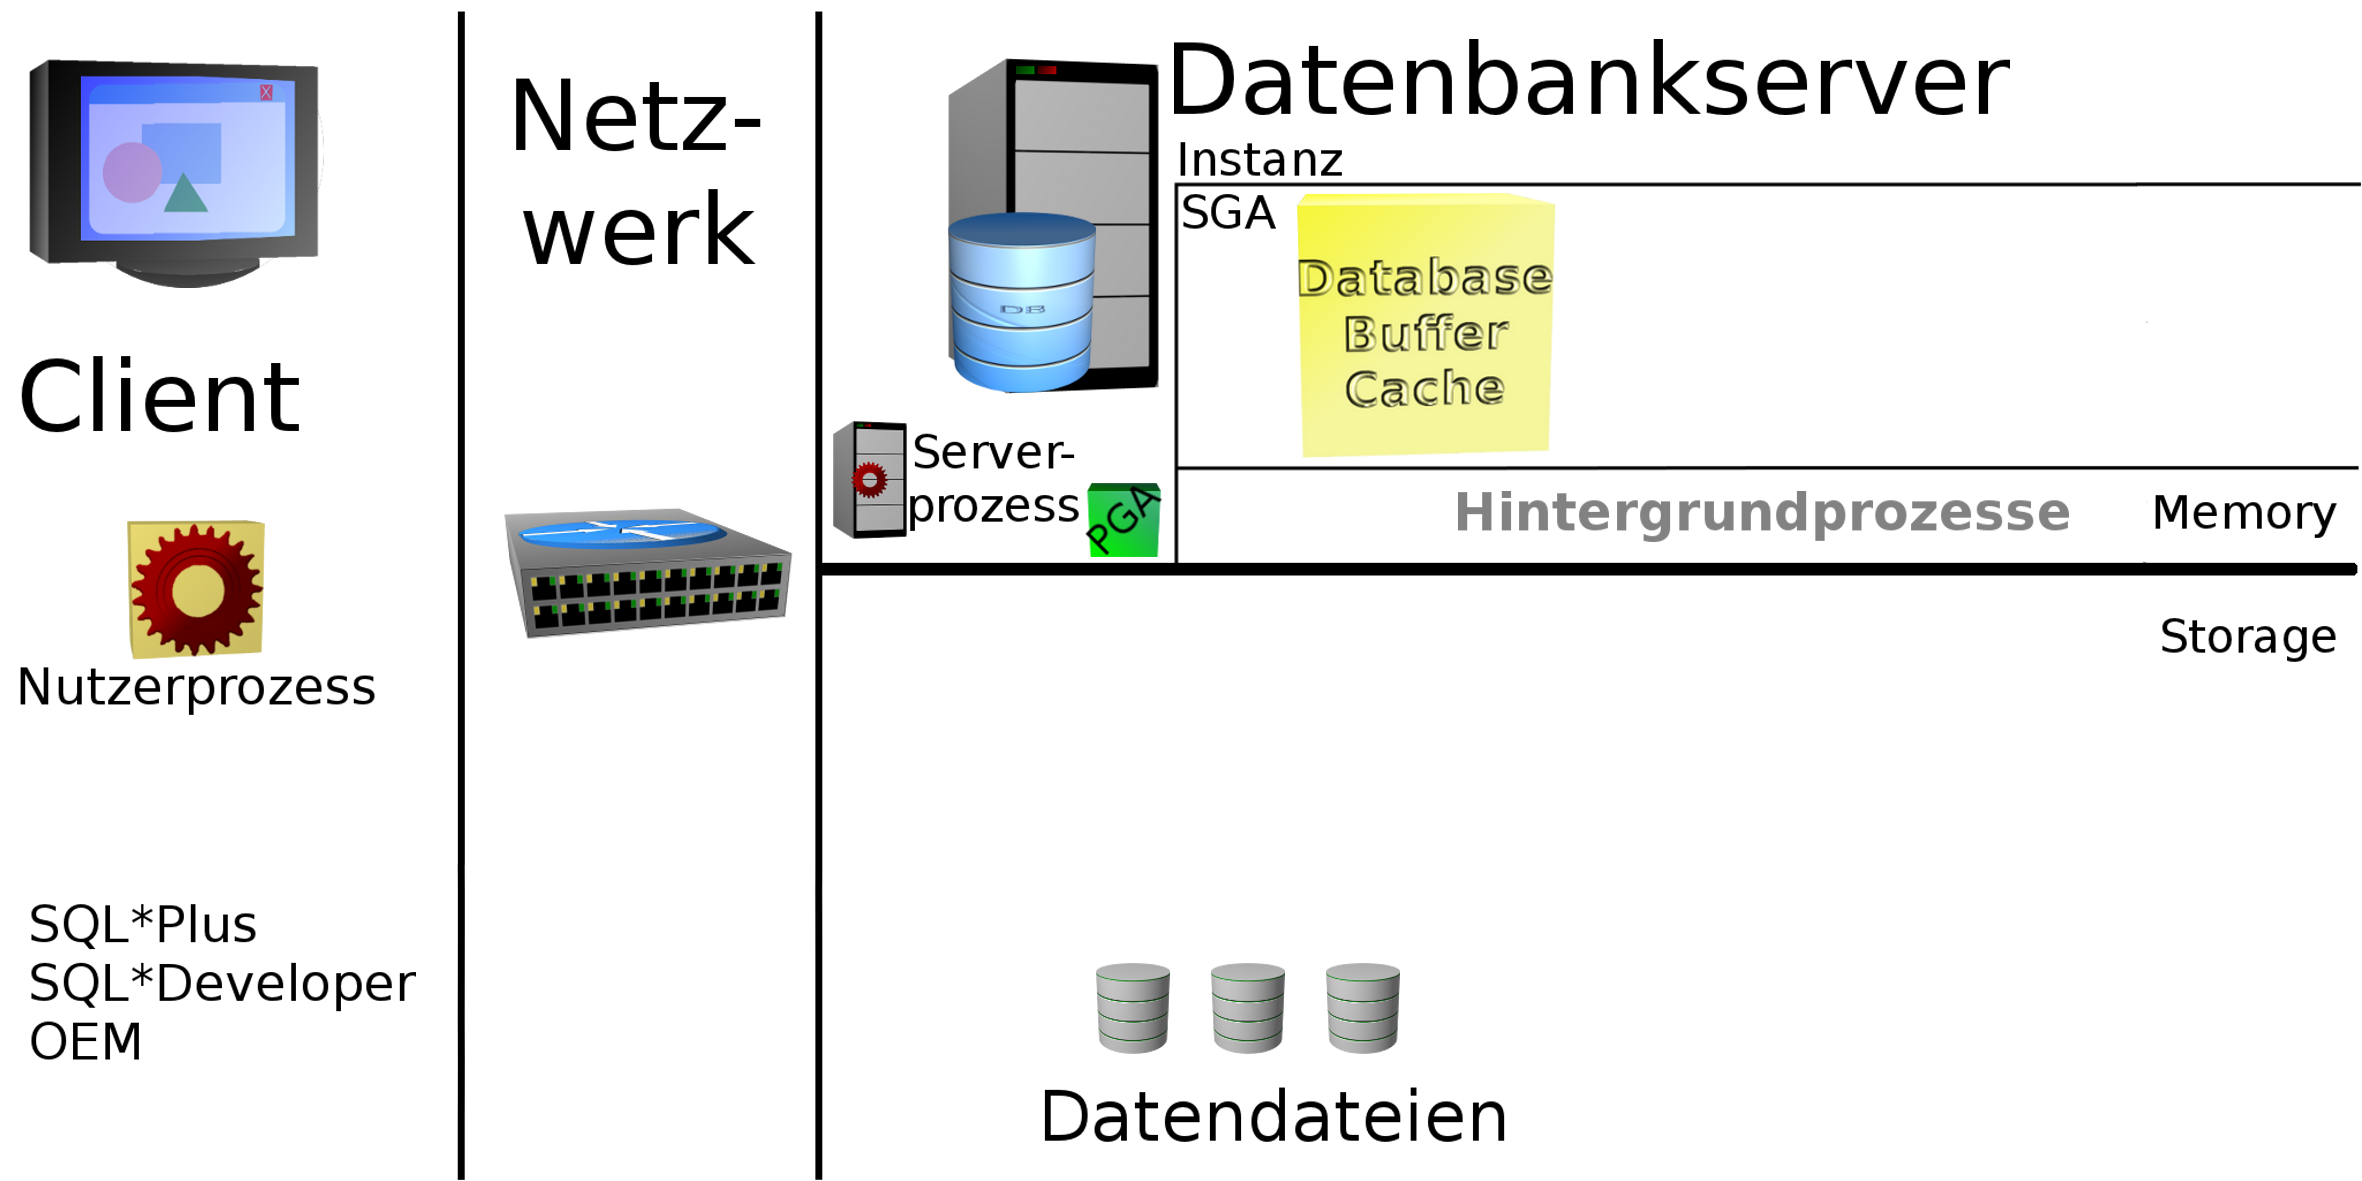 Client
Nutzerprozess
SQL*Plus
SQL*Developer
OEM
Netz-
werk
Datenbankserver
Instanz
SGA
DB
Database
Buffer
Cache
Server-
prozess
PGA
Hintergrundprozesse
Memory
Storage
Datendateien